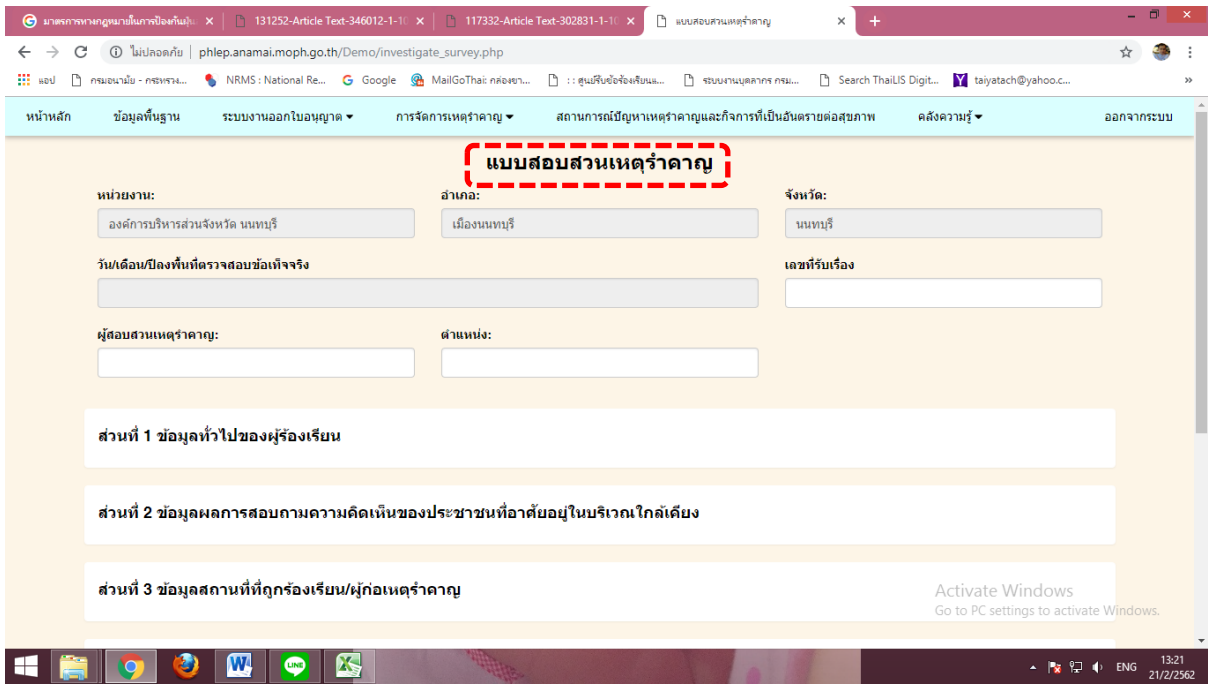 มาตรการทางกฎหมายในการป้องกันฝุ่น
131252-Article Text-346012-1-10
117332-Article Text-302831-1-10
แบบสอบสวนเหตุรำคาญ
ไม่ปลอดภัย | phlep.anamai.moph.go.th/Demo/investigate_survey.php
แอป กรมอนามัย - กระทรวง... NRMS : National Re... Google MailGoThai: กล่องขา... : : ศูนย์รับข้อร้องเรียนแ... ระบบงานบุคลากร กรม... Search ThaiLIS Digit... taiyatach@yahoo.c... »
หน้าหลัก ข้อมูลพื้นฐาน ระบบงานออกใบอนุญาต การจัดการเหตุรำคาญ สถานการณ์ปัญหาเหตุรำคาญและกิจการที่เป็นอันตรายต่อสุขภาพ คลังความรู้ ออกจากระบบ
แบบสอบสวนเหตุรำคาญ
หน่วยงาน: อำเภอ: จังหวัด:
องค์การบริหารส่วนจังหวัด นนทบุรี เมืองนนทบุรี นนทบุรี
วัน/เดือน/ปีลงพื้นที่ตรวจสอบข้อเท็จจริง เลขที่รับเรื่อง
ผู้สอบสวนเหตุรำคาญ: ตำแหน่ง:
ส่วนที่ 1 ข้อมูลทั่วไปของผู้ร้องเรียน
ส่วนที่ 2 ข้อมูลผลการสอบถามความคิดเห็นของประชาชนที่อาศัยอยู่ในบริเวณใกล้เคียง
ส่วนที่ 3 ข้อมูลสถานที่ที่ถูกร้องเรียน/ผู้ก่อเหตุรำคาญ
Activate Windows
Go to PC settings to activate Windows.
LINE
ENG 13:21
21/2/2562